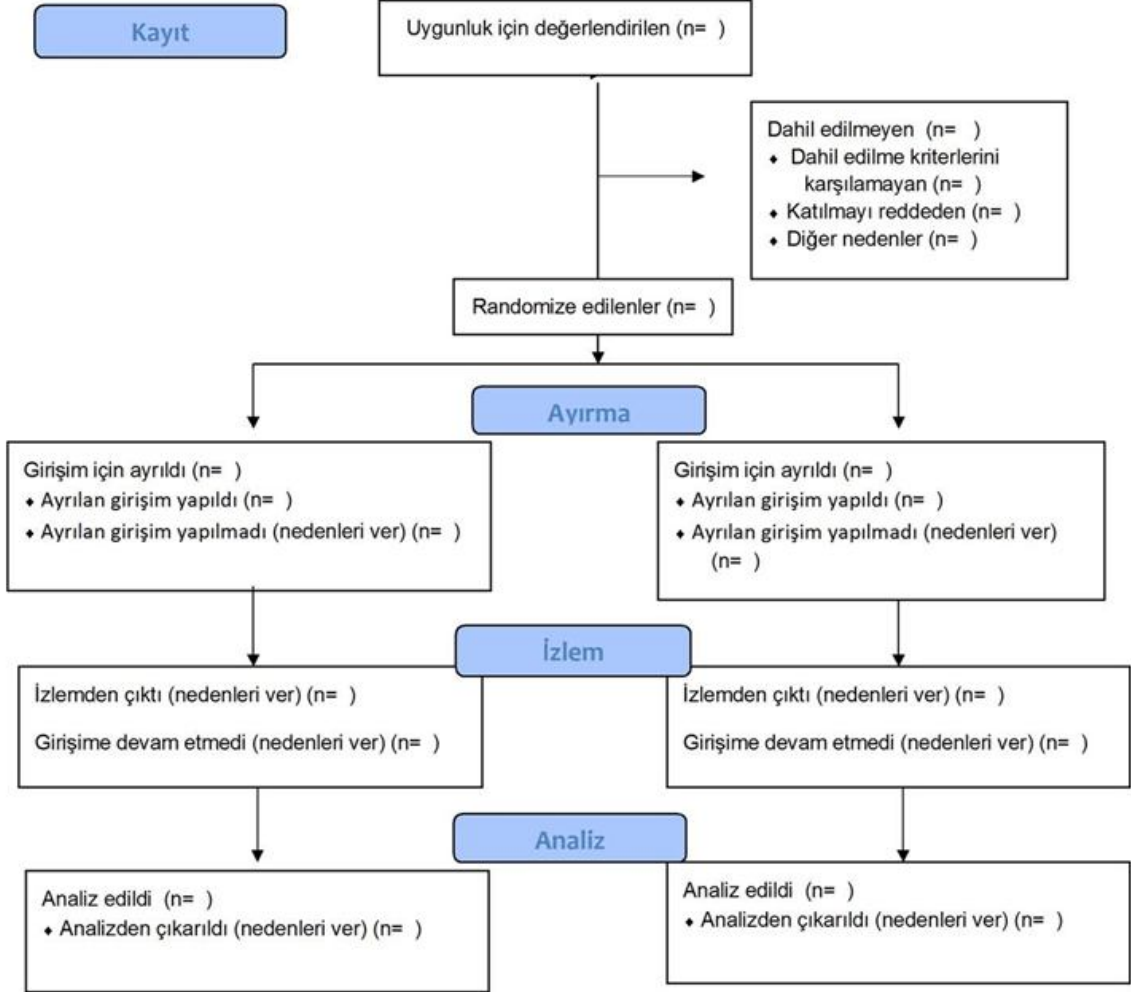 Kayıt
Uygunluk için değerlendirilen (n= )
Dahil edilmeyen (n= )
⬧ Dahil edilme kriterlerini
karşılamayan (n= )
⬧ Katılmayı reddeden (n= )
⬧ Diğer nedenler (n= )
Randomize edilenler (n= )
Ayırma
Girişim için ayrıldı (n= )
⬧ Ayrılan girişim yapıldı (n= )
⬧ Ayrılan girişim yapılmadı (nedenleri ver) (n= )
Girişim için ayrıldı (n= )
⬧ Ayrılan girişim yapıldı (n= )
⬧ Ayrılan girişim yapılmadı (nedenleri ver)
(n= )
İzlem
İzlemden çıktı (nedenleri ver) (n= )
Girişime devam etmedi (nedenleri ver) (n= )
İzlemden çıktı (nedenleri ver) (n= )
Girişime devam etmedi (nedenleri ver) (n= )
Analiz
Analiz edildi (n= )
⬧ Analizden çıkarıldı (nedenleri ver) (n= )
Analiz edildi (n= )
⬧ Analizden çıkarıldı (nedenleri ver) (n= )